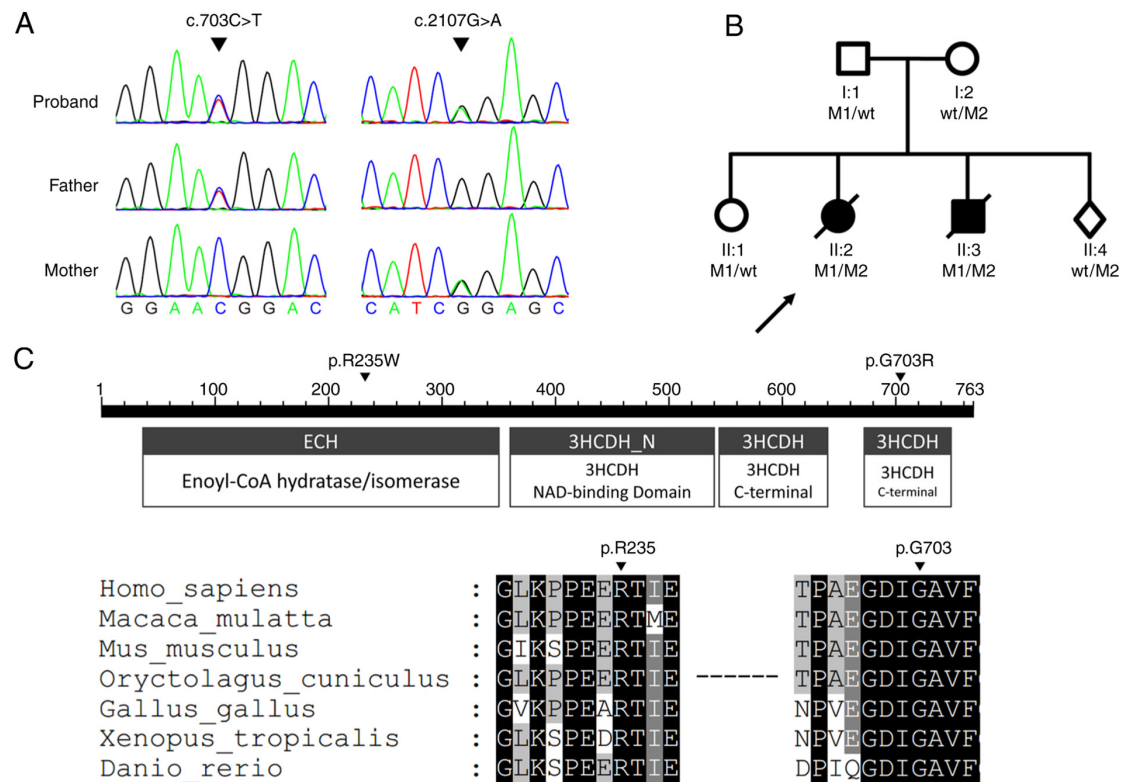 A
c.703C>T c.2107G>A
Proband
Father
Mother
G G A A C G G A C C A T C G G A G C
B
I:1 I:2
M1/wt wt/M2
II:1 II:2 II:3 II:4
M1/wt M1/M2 M1/M2 wt/M2
C
p.R235W p.G703R
1 100 200 300 400 500 600 700 763
ECH 3HCDH_N 3HCDH 3HCDH
Enoyl-CoA hydratase/isomerase 3HCDH 3HCDH 3HCDH
NAD-binding Domain C-terminal C-terminal
p.R235 p.G703
Homo_sapiens : GLKPPEERTIE TPAEGDIGAVF
Macaca_mulatta : GLKPPEERTME TPAEGDIGAVF
Mus_musculus : GIKSPEERTIE TPAEGDIGAVF
Oryctolagus_cuniculus : GLKPPEERTIE ------ TPAEGDIGAVF
Gallus_gallus : GVKPPEARTIE NPVEGDIGAVF
Xenopus_tropicalis : GLKSPEDRTIE NPVEGDIGAVF
Danio_rerio : GLKSPEERTIE DPIQGDIGAVF